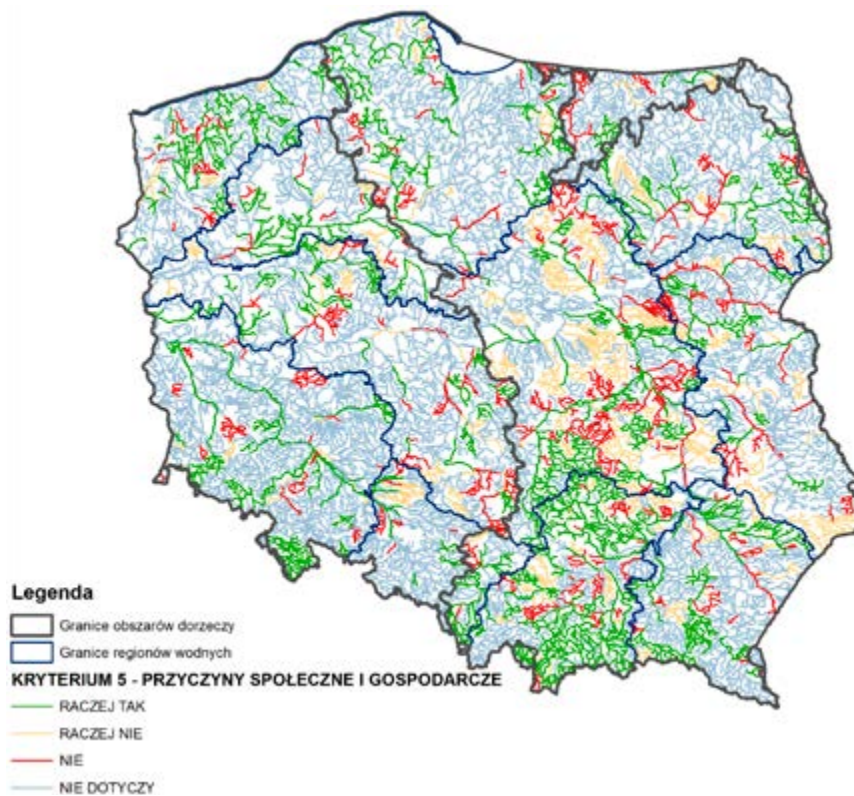 Legenda
Granice obszarów dorzeczy
Granice regionów wodnych
KRYTERIUM 5 - PRZYCZYNY SPOŁECZNE I GOSPODARCZE
RACZEJ TAK
RACZEJ NIE
NIE
NIE DOTYCZY